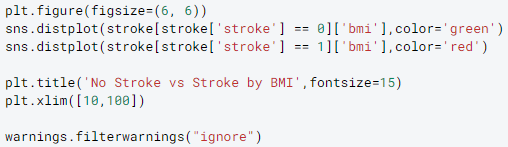 plt.figure(figsize=(6, 6))
sns.distplot(stroke[stroke['stroke'] == 0]['bmi'],color='green')
sns.distplot(stroke[stroke['stroke'] == 1]['bmi'],color='red')
plt.title('No Stroke vs Stroke by BMI',fontsize=15)
plt.xlim([10,100])
warnings.filterwarnings("ignore")